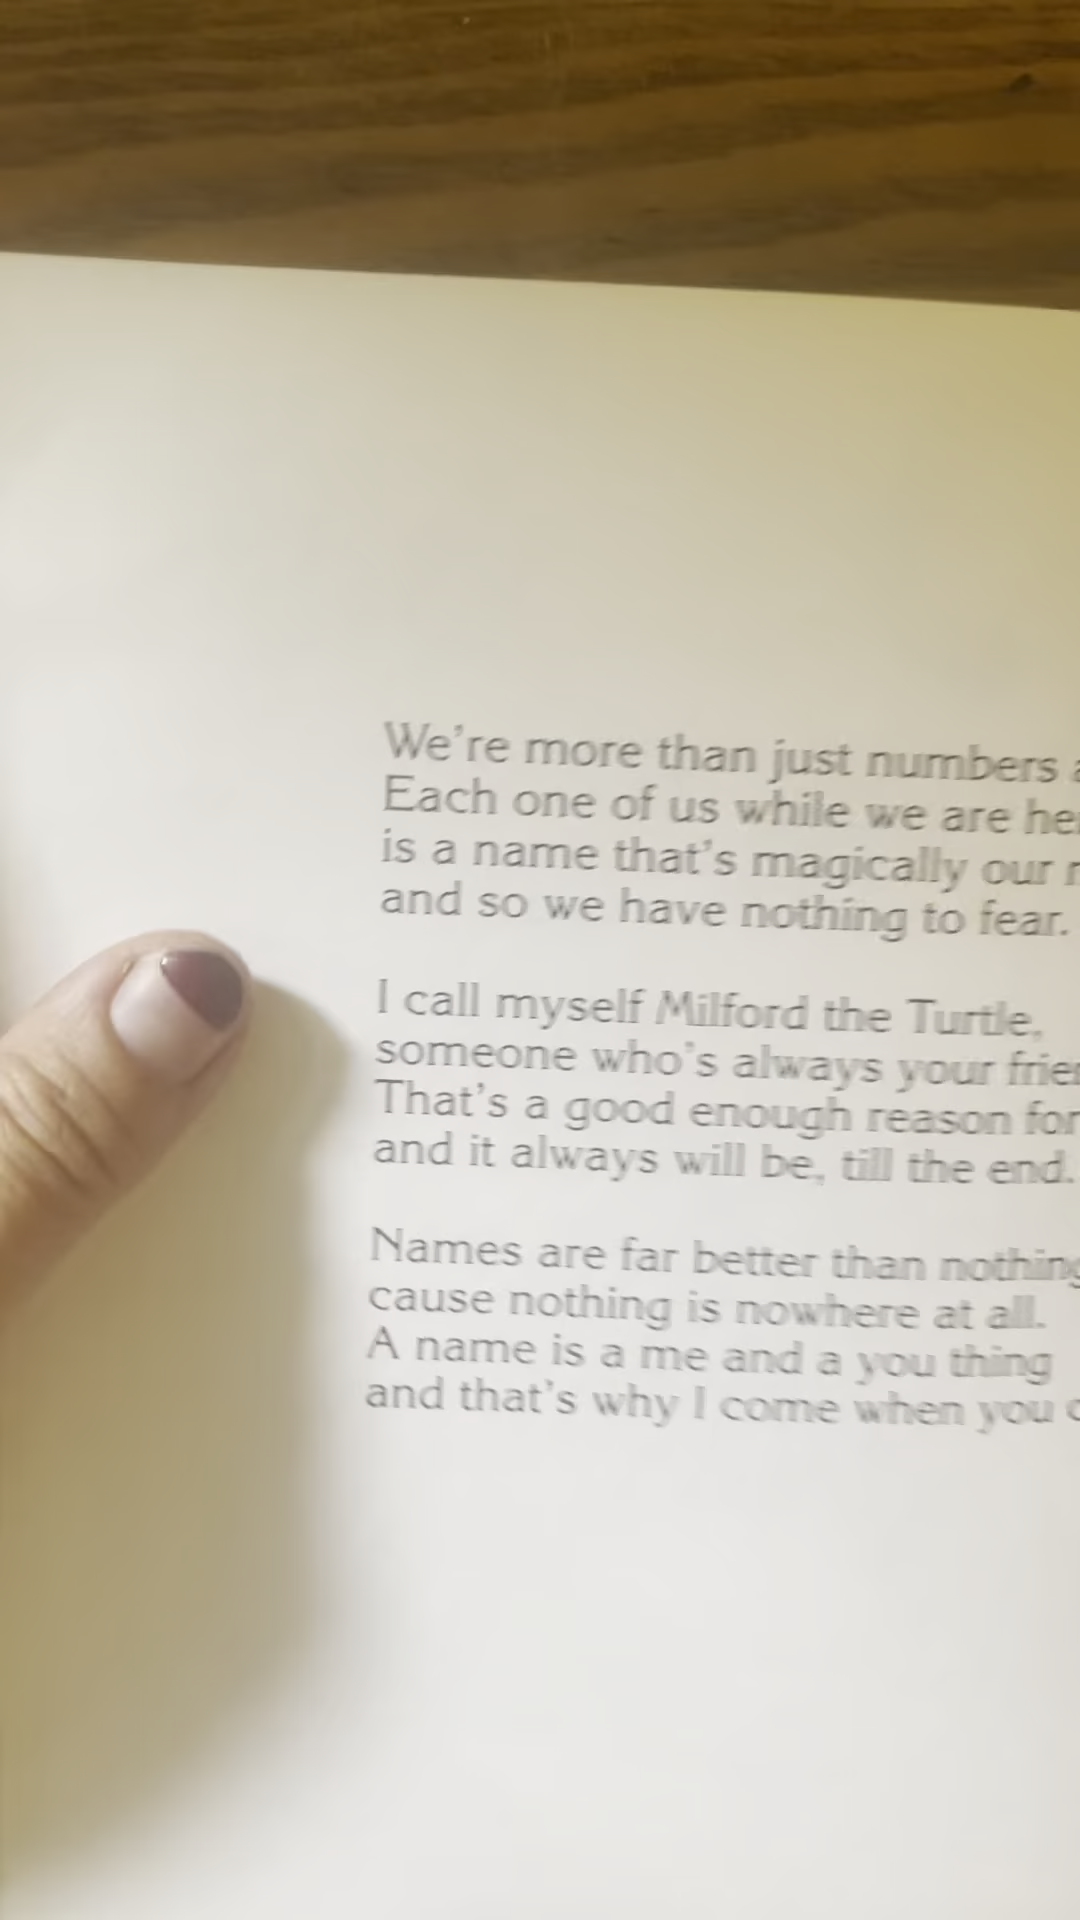 We're more than just numbers
Each one of us while we are
is a name that's magically our
and so we have nothing to fear.
I call myself Milford the Turtle,
someone who's always your
That's a good enough reason for
and it always will be, till the end.
Names are far better than nothing
cause nothing is nowhere at all.
A name is a me and a you thing
and that's why I come when you